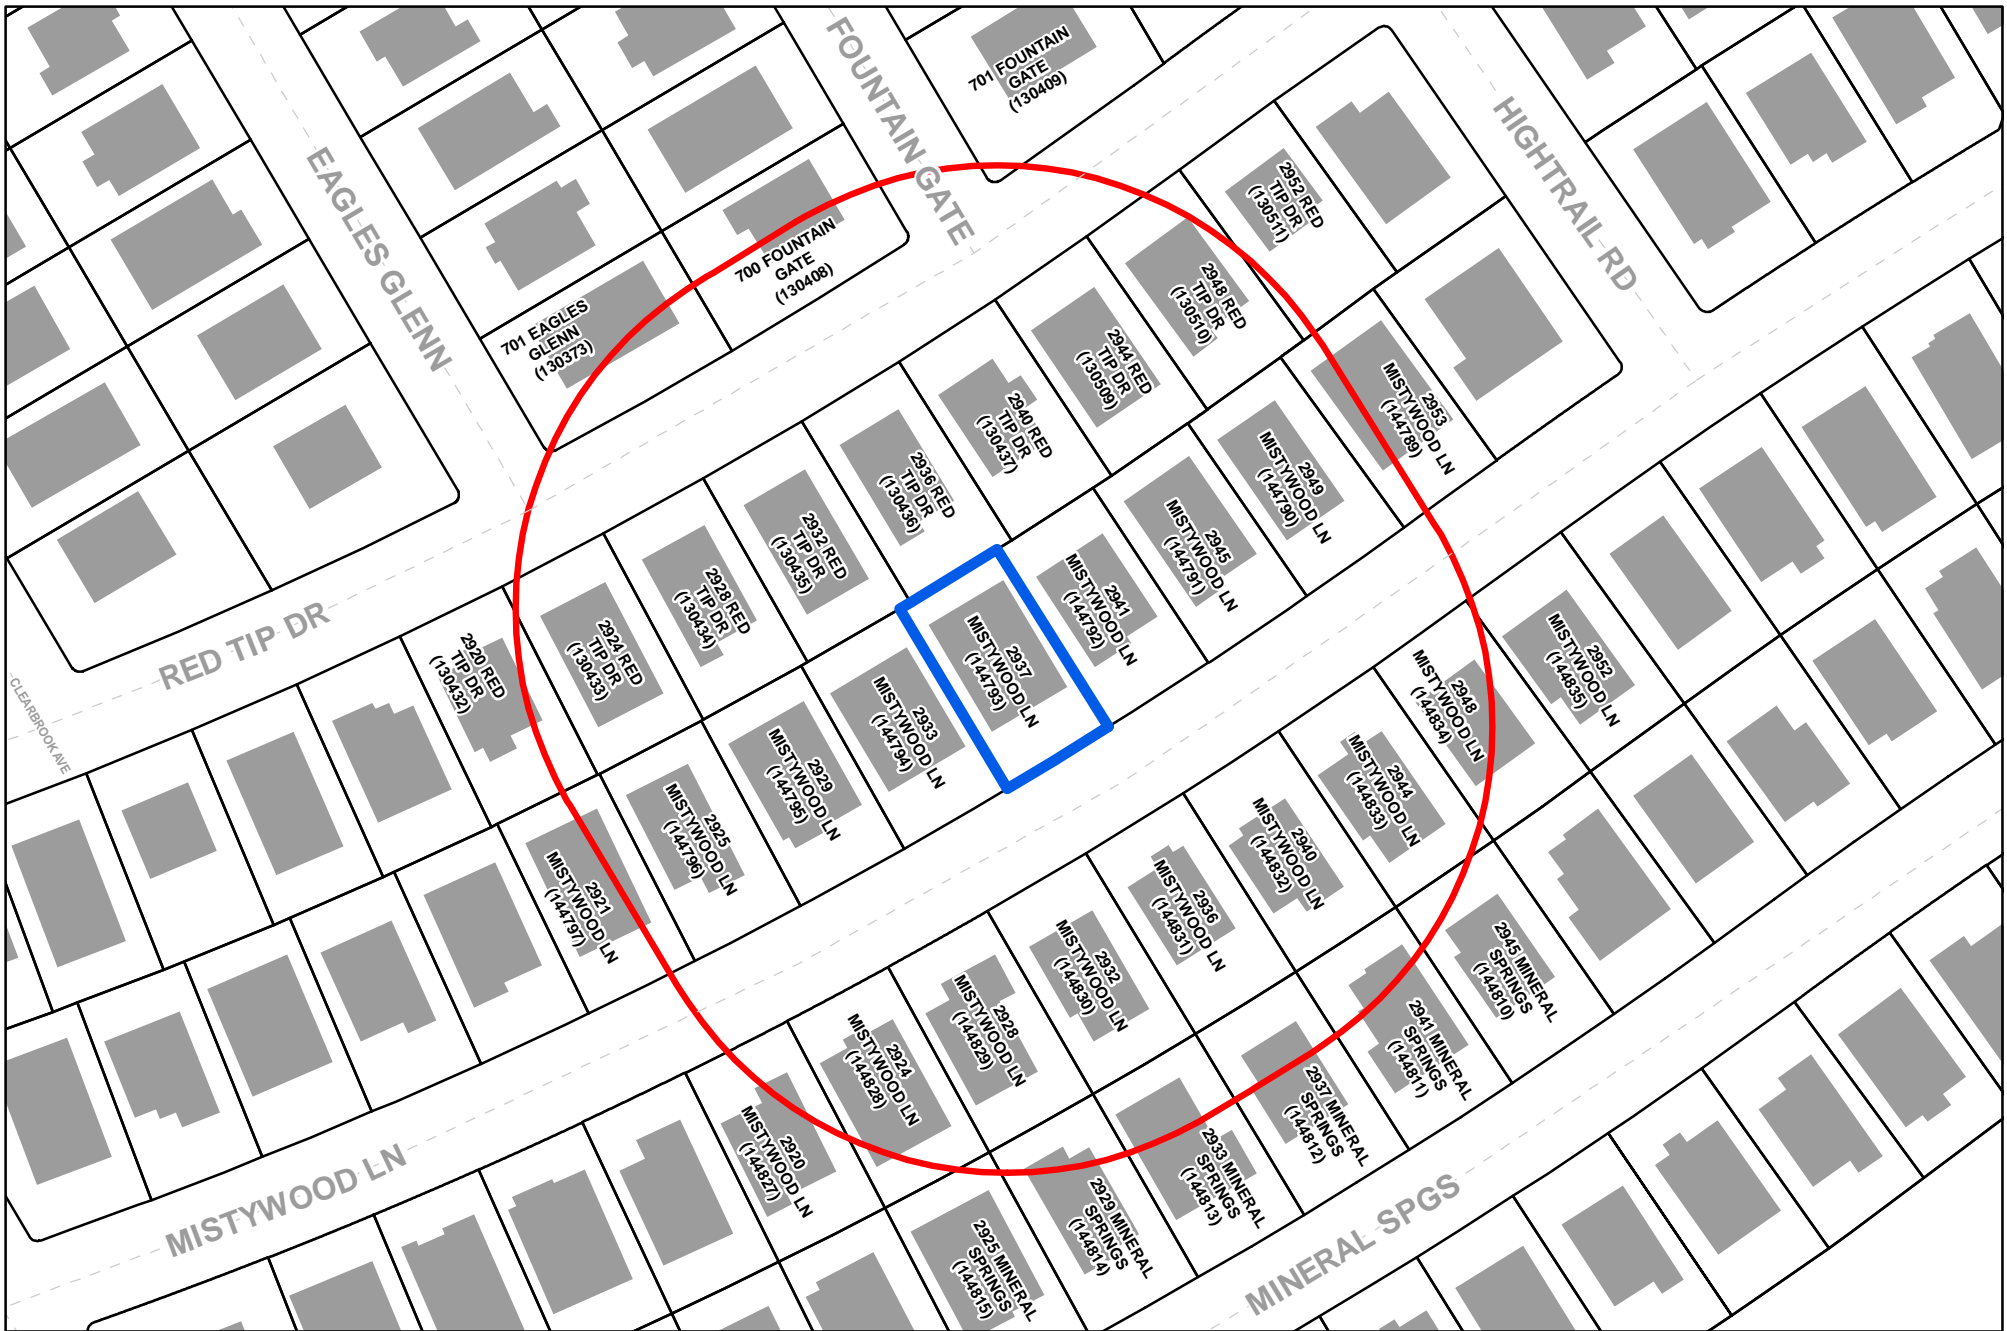 701 FOUNTAIN
GATE
(130409)
FOUNTAIN GATE
HIGHTRAIL RD
EAGLES GLENN
2952 RED
TIP DR
(130511)
700 FOUNTAIN
GATE
(130408)
2948 RED
TIP DR
(130510)
701 EAGLES
GLENN
(130373)
2944 RED
TIP DR
(130509)
2953
MISTYWOOD LN
(144789)
2940 RED
TIP DR
(130437)
2949
MISTYWOOD LN
(144790)
2936 RED
TIP DR
(130436)
2945
MISTYWOOD LN
(144791)
2932 RED
TIP DR
(130435)
2941
MISTYWOOD LN
(144792)
2928 RED
TIP DR
(130434)
2937
MISTYWOOD LN
(144793)
2924 RED
TIP DR
(130433)
2952
MISTYWOOD LN
(144835)
RED TIP DR
2920 RED
TIP DR
(130432)
2948
MISTYWOOD LN
(144834)
CLEARBROOK AVE
2933
MISTYWOOD LN
(144794)
2929
MISTYWOOD LN
(144795)
2944
MISTYWOOD LN
(144833)
2925
MISTYWOOD LN
(144796)
2940
MISTYWOOD LN
(144832)
2921
MISTYWOOD LN
(144797)
2936
MISTYWOOD LN
(144831)
2932
MISTYWOOD LN
(144830)
2945 MINERAL
SPRINGS
(144810)
2928
MISTYWOOD LN
(144829)
2941 MINERAL
SPRINGS
(144811)
2924
MISTYWOOD LN
(144828)
2937 MINERAL
SPRINGS
(144812)
2920
MISTYWOOD LN
(144827)
2933 MINERAL
SPRINGS
(144813)
MISTYWOOD LN
2929 MINERAL
SPRINGS
(144814)
MINERAL SPGS
2925 MINERAL
SPRINGS
(144815)